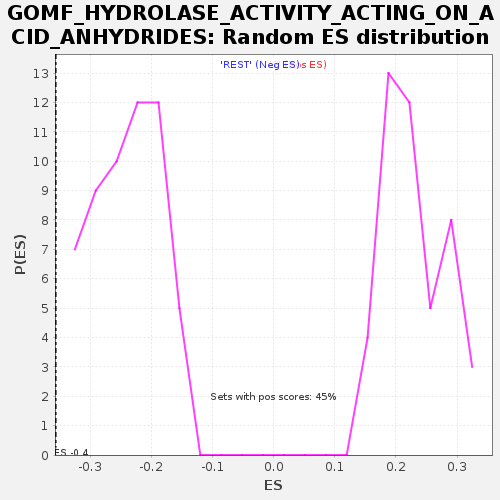 GOMF_HYDROLASE_ACTIVITY_ACTING_ON_A
CID_ANHYDRIDES: Random ES distribution
'REST' (Neg ES) s ES)
13
12
11
10
9
8
7
6
5
4
3
2
1
0
P(ES)
Sets with pos scores: 45%
ES -0.4
-0.3 -0.2 -0.1 0.0 0.1 0.2 0.3
ES